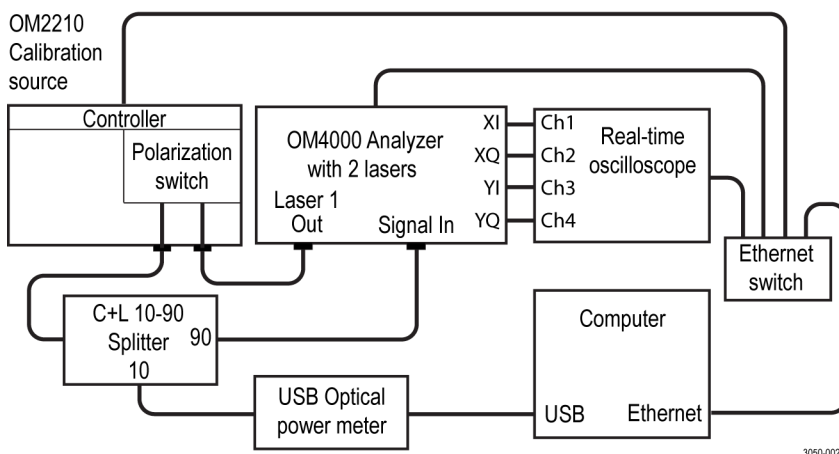 OM2210
Calibration
source
Controller
Polarization
switch
OM4000 Analyzer
with 2 lasers
Laser 1
Out
Signal In
XI
XQ
YI
YQ
Ch1
Ch2
Ch3
Ch4
Real-time
oscilloscope
Ethernet
switch
C+L 10-90
Splitter
90
10
USB Optical
power meter
Computer
USB
Ethernet